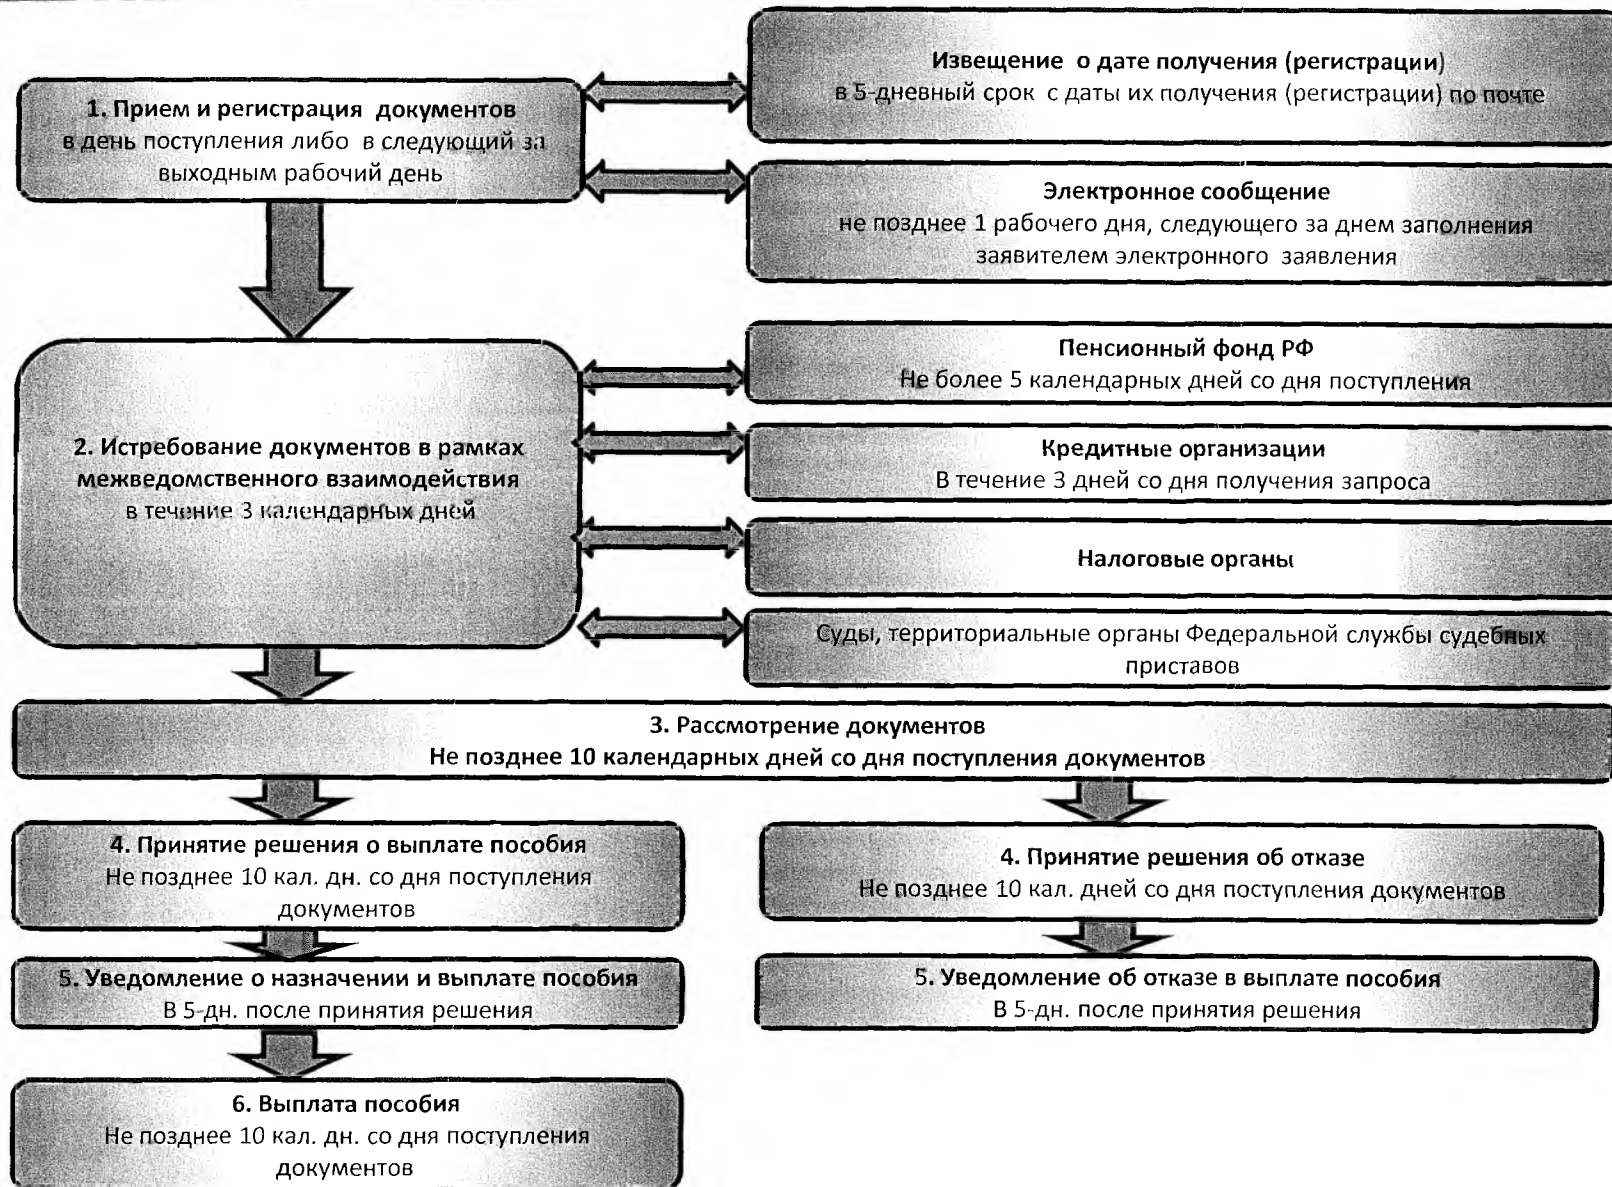 1. Прием и регистрация документов
в день поступления либо в следующий за
выходным рабочий день
Извещение о дате получения (регистрации)
в 5-дневный срок с даты их получения (регистрации) по почте
Электронное сообщение
не позднее 1 рабочего дня, следующего за днем заполнения
заявителем электронного заявления
2. Истребование документов в рамках
межведомственного взаимодействия
в течение 3 календарных дней
Пенсионный фонд РФ
Не более 5 календарных дней со дня поступления
Кредитные организации
В течение 3 дней со дня получения запроса
Налоговые органы
Суды, территориальные органы Федеральной службы судебных
приставов
3. Рассмотрение документов
Не позднее 10 календарных дней со дня поступления документов
4. Принятие решения о выплате пособия
Не позднее 10 кал. дн. со дня поступления
документов
4. Принятие решения об отказе
Не позднее 10 кал. дней со дня поступления документов
5. Уведомление о назначении и выплате пособия
В 5-дн. после принятия решения
5. Уведомление об отказе в выплате пособия
В 5-дн. после принятия решения
6. Выплата пособия
Не позднее 10 кал. дн. со дня поступления
документов